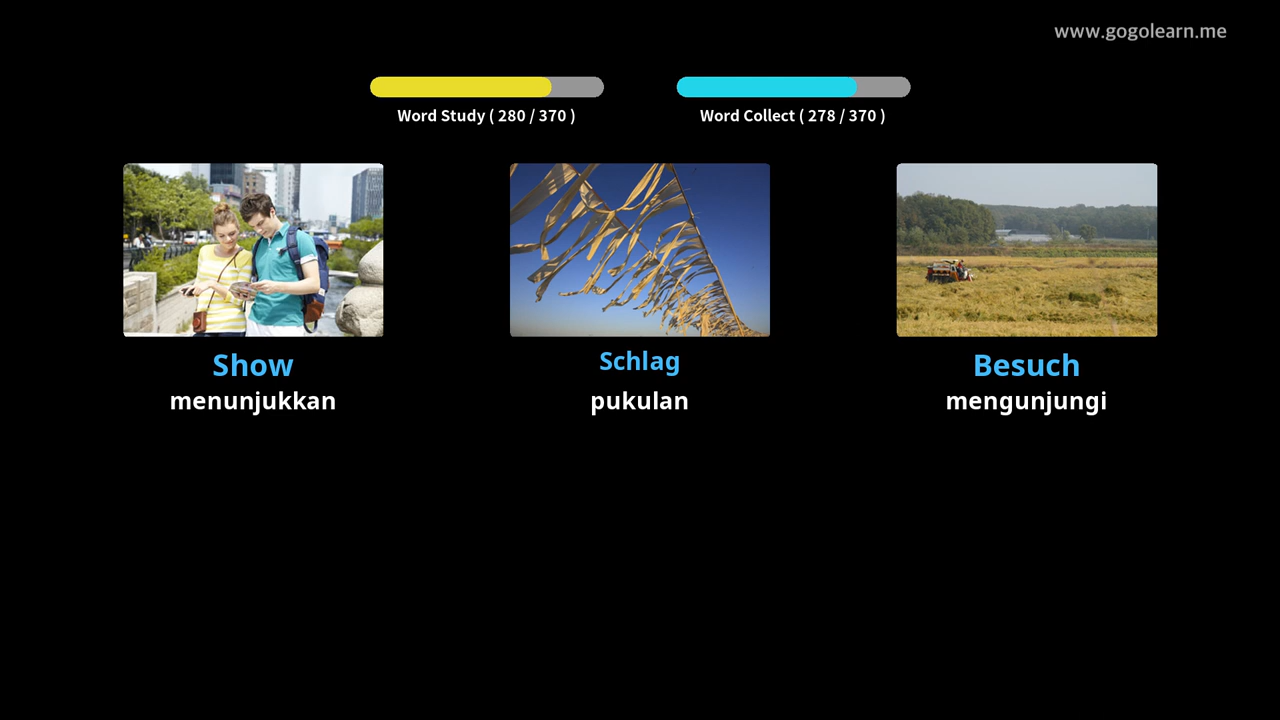 www.gogolearn.me
Word Study ( 280 / 370 )
Word Collect ( 278 / 370 )
Show
Schlag
Besuch
menunjukkan
pukulan
mengunjungi